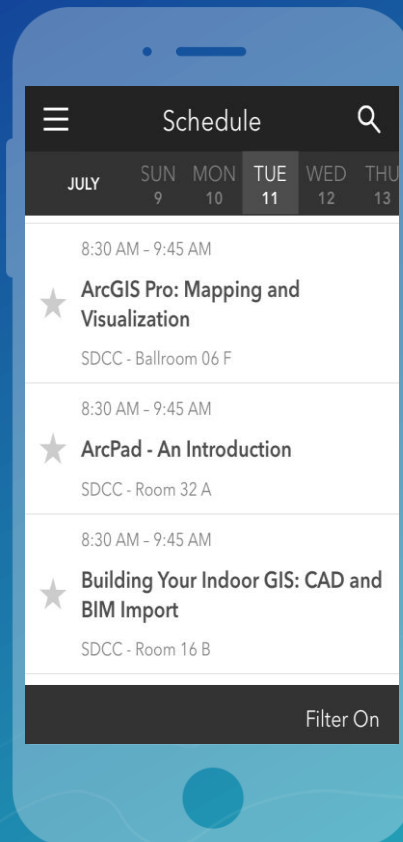 Schedule
JULY SUN MON TUE WED THU
9 10 11 12 13
8:30 AM – 9:45 AM
ArcGIS Pro: Mapping and
Visualization
SDCC - Ballroom 06 F
8:30 AM – 9:45 AM
ArcPad - An Introduction
SDCC - Room 32 A
8:30 AM – 9:45 AM
Building Your Indoor GIS: CAD and
BIM Import
SDCC - Room 16 B
Filter On